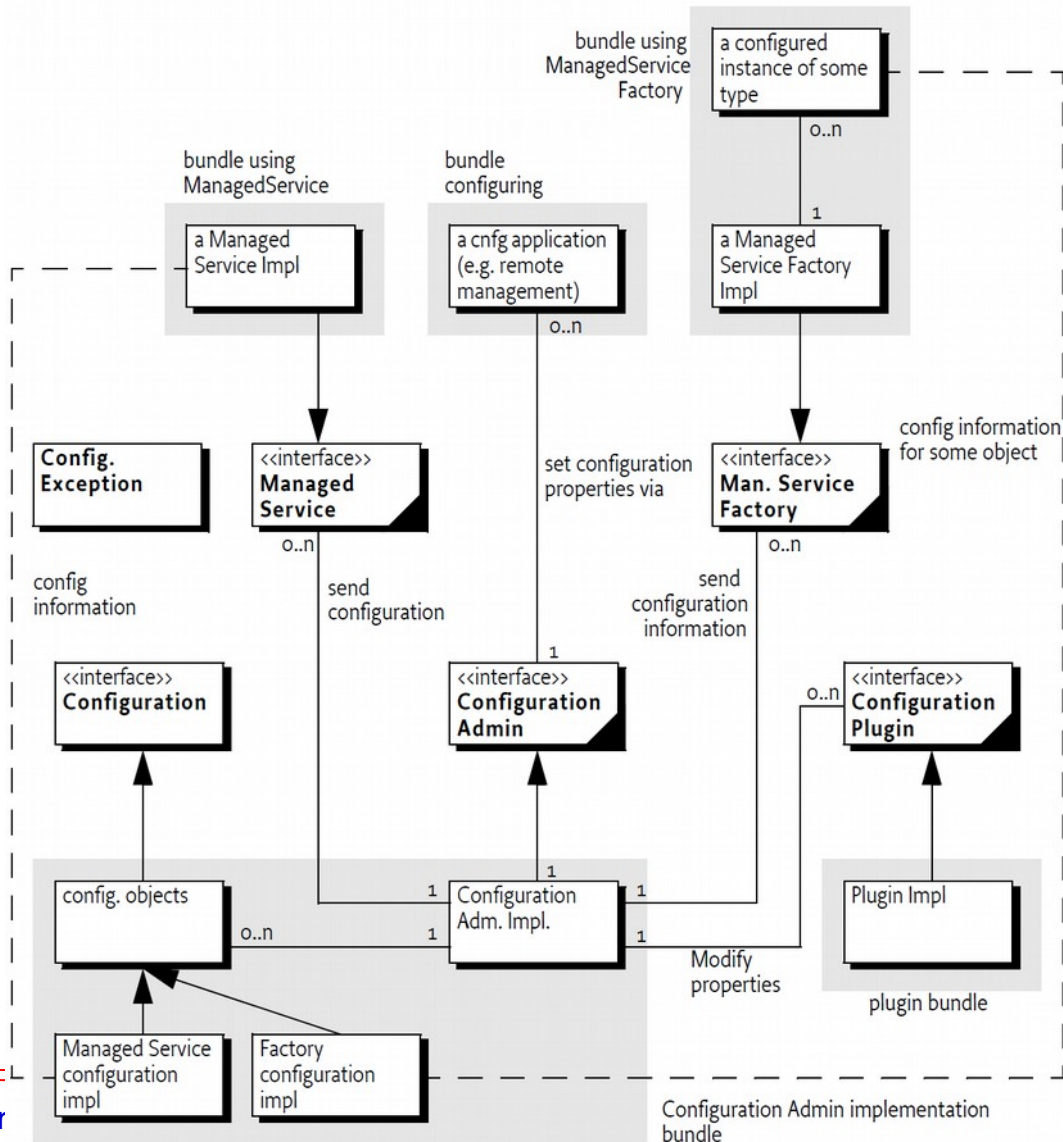 bundle using
ManagedService
Factory
a configured
instance of some
type
0..n
bundle using
ManagedService
bundle
configuring
1
a Managed
Service Impl
a cnfg application
(e.g. remote
management)
a Managed
Service Factory
Impl
0..n
Config.
Exception
<<interface>>
Managed
Service
set configuration
properties via
<<interface>>
Man. Service
Factory
config information
for some object
0..n
0..n
config
information
send
configuration
send
configuration
information
1
<<interface>>
Configuration
<<interface>>
Configuration
Admin
0..n
<<interface>>
Configuration
Plugin
1
config. objects
1
Configuration
Adm. Impl.
1
Plugin Impl
0..n
1
1
Modify
properties
plugin bundle
Managed Service
configuration
impl
Factory
configuration
impl
Configuration Admin implementation
bundle